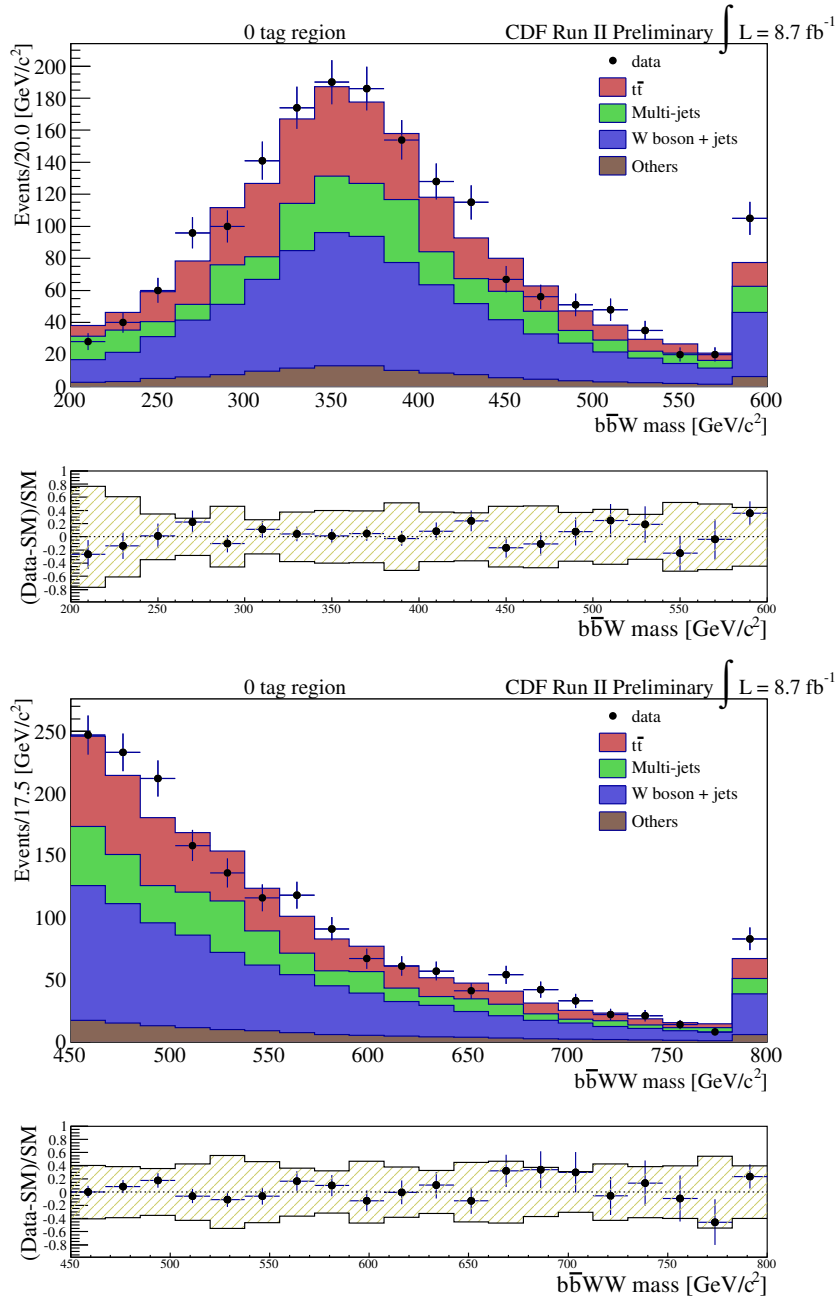 0 tag region CDF Run II Preliminary ∫ L = 8.7 fb⁻¹
Events/20.0 [GeV/c²]
200
180
160
140
120
100
80
60
40
20
0
data
tt̅
Multi-jets
W boson + jets
Others
200 250 300 350 400 450 500 550 600
bb̅W mass [GeV/c²]
(Data-SM)/SM
1
0.8
0.6
0.4
0.2
0
-0.2
-0.4
-0.6
-0.8
200 250 300 350 400 450 500 550 600
bb̅W mass [GeV/c²]
0 tag region CDF Run II Preliminary ∫ L = 8.7 fb⁻¹
Events/17.5 [GeV/c²]
250
200
150
100
50
0
data
tt̅
Multi-jets
W boson + jets
Others
450 500 550 600 650 700 750 800
bb̅WW mass [GeV/c²]
(Data-SM)/SM
1
0.8
0.6
0.4
0.2
0
-0.2
-0.4
-0.6
-0.8
450 500 550 600 650 700 750 800
bb̅WW mass [GeV/c²]